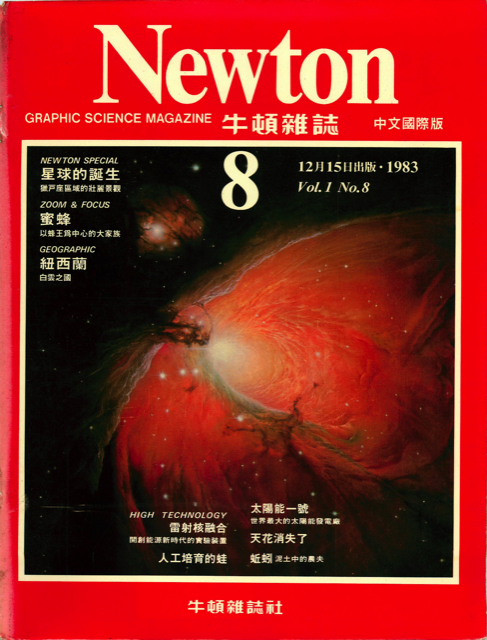 Newton
GRAPHIC SCIENCE MAGAZINE 牛頓雜誌 中文國際版
NEWTON SPECIAL
星球的誕生
獵戶座區域的壯麗景觀
ZOOM & FOCUS
蜜蜂
以蜂王為中心的大家族
GEOGRAPHIC
紐西蘭
白雲之國
8
12月15日出版・1983
Vol.1 No.8
HIGH TECHNOLOGY
雷射核融合
開創能源新時代的實驗裝置
人工培育的蛙
太陽能一號
世界最大的太陽能發電廠
天花消失了
蚯蚓 泥土中的農夫
牛頓雜誌社